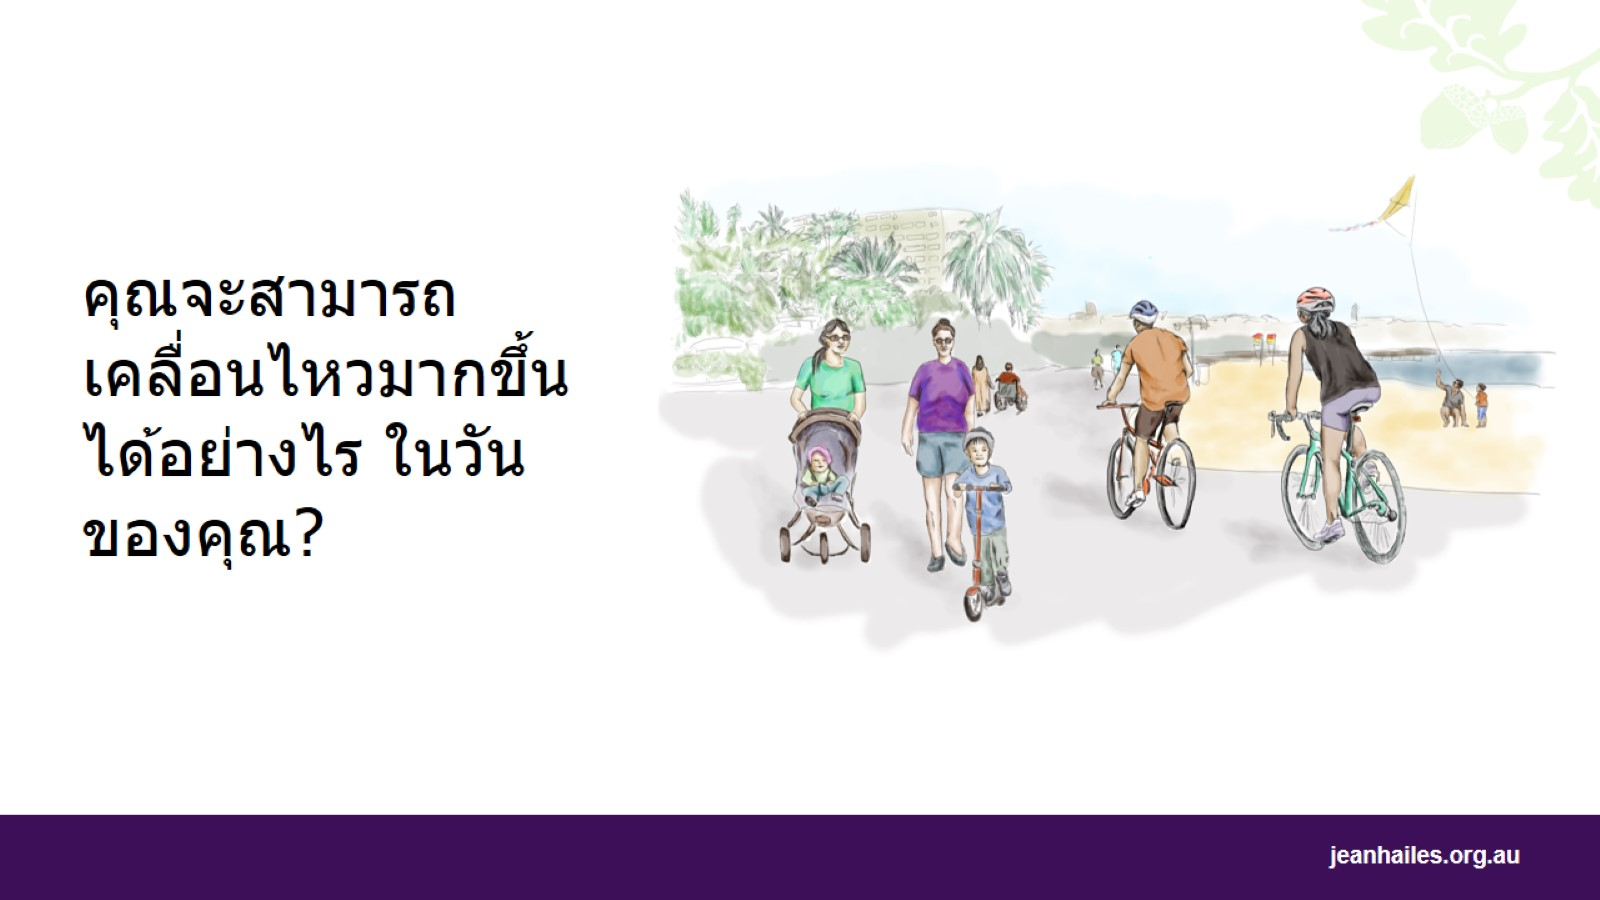 คุณจะสามารถ
เคลื่อนไหวมากขึ้น
ได้อย่างไร ในวัน
ของคุณ?
jeanhailes.org.au